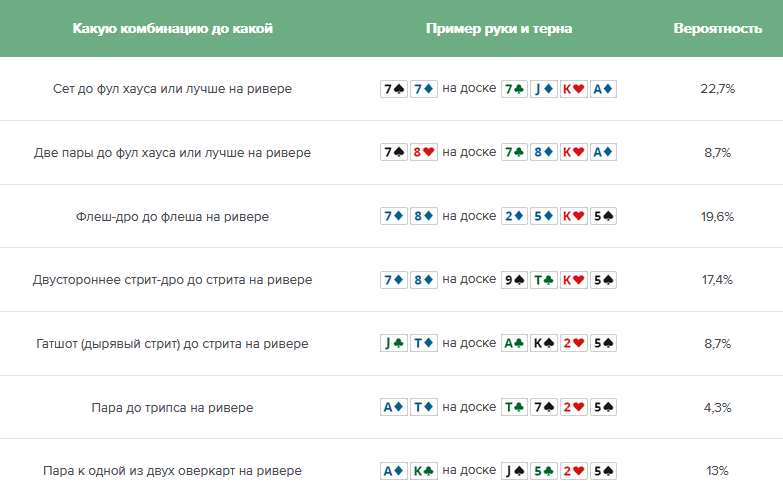 Какую комбинацию до какой Пример руки и терна Вероятность
Сет до фул хауса или лучше на ривере 7♠ 7♦ на доске 7♣ J♦ K♥ A♦ 22,7%
Две пары до фул хауса или лучше на ривере 7♠ 8♥ на доске 7♣ 8♦ K♥ A♦ 8,7%
Флеш-дро до флеша на ривере 7♦ 8♦ на доске 2♦ 5♦ K♥ 5♠ 19,6%
Двустороннее стрит-дро до стрита на ривере 7♦ 8♦ на доске 9♠ T♣ K♥ 5♠ 17,4%
Гатшот (дырявый стрит) до стрита на ривере J♣ T♦ на доске A♣ K♠ 2♥ 5♠ 8,7%
Пара до трипса на ривере A♦ T♦ на доске T♣ 7♠ 2♥ 5♠ 4,3%
Пара к одной из двух оверкарт на ривере A♦ K♣ на доске J♠ 5♣ 2♥ 5♠ 13%